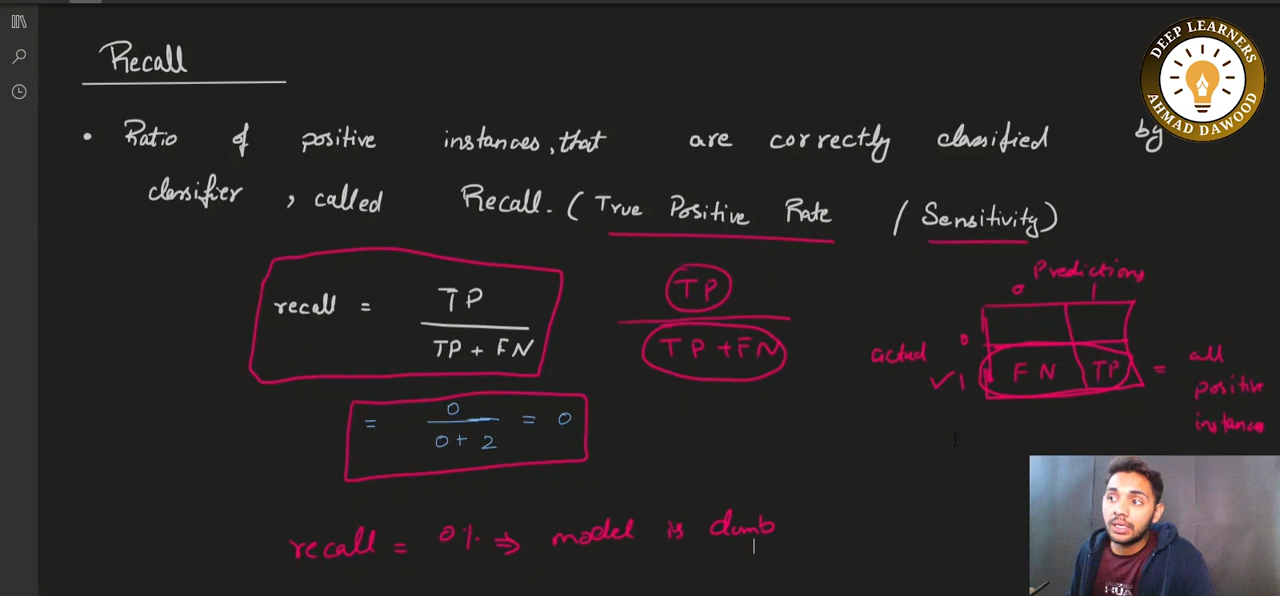 Recall
• Ratio of positive instances, that are correctly classified by
classifier, called Recall. (True Positive Rate / Sensitivity)
recall = TP / TP + FN
TP / TP + FN
= 0 / 0 + 2 = 0
recall = 0% ⇒ model is dumb
Predictions
0 1
actual 0
✓ 1 FN TP = all
positive
instances
DEEP LEARNERS
AHMAD DAWOOD